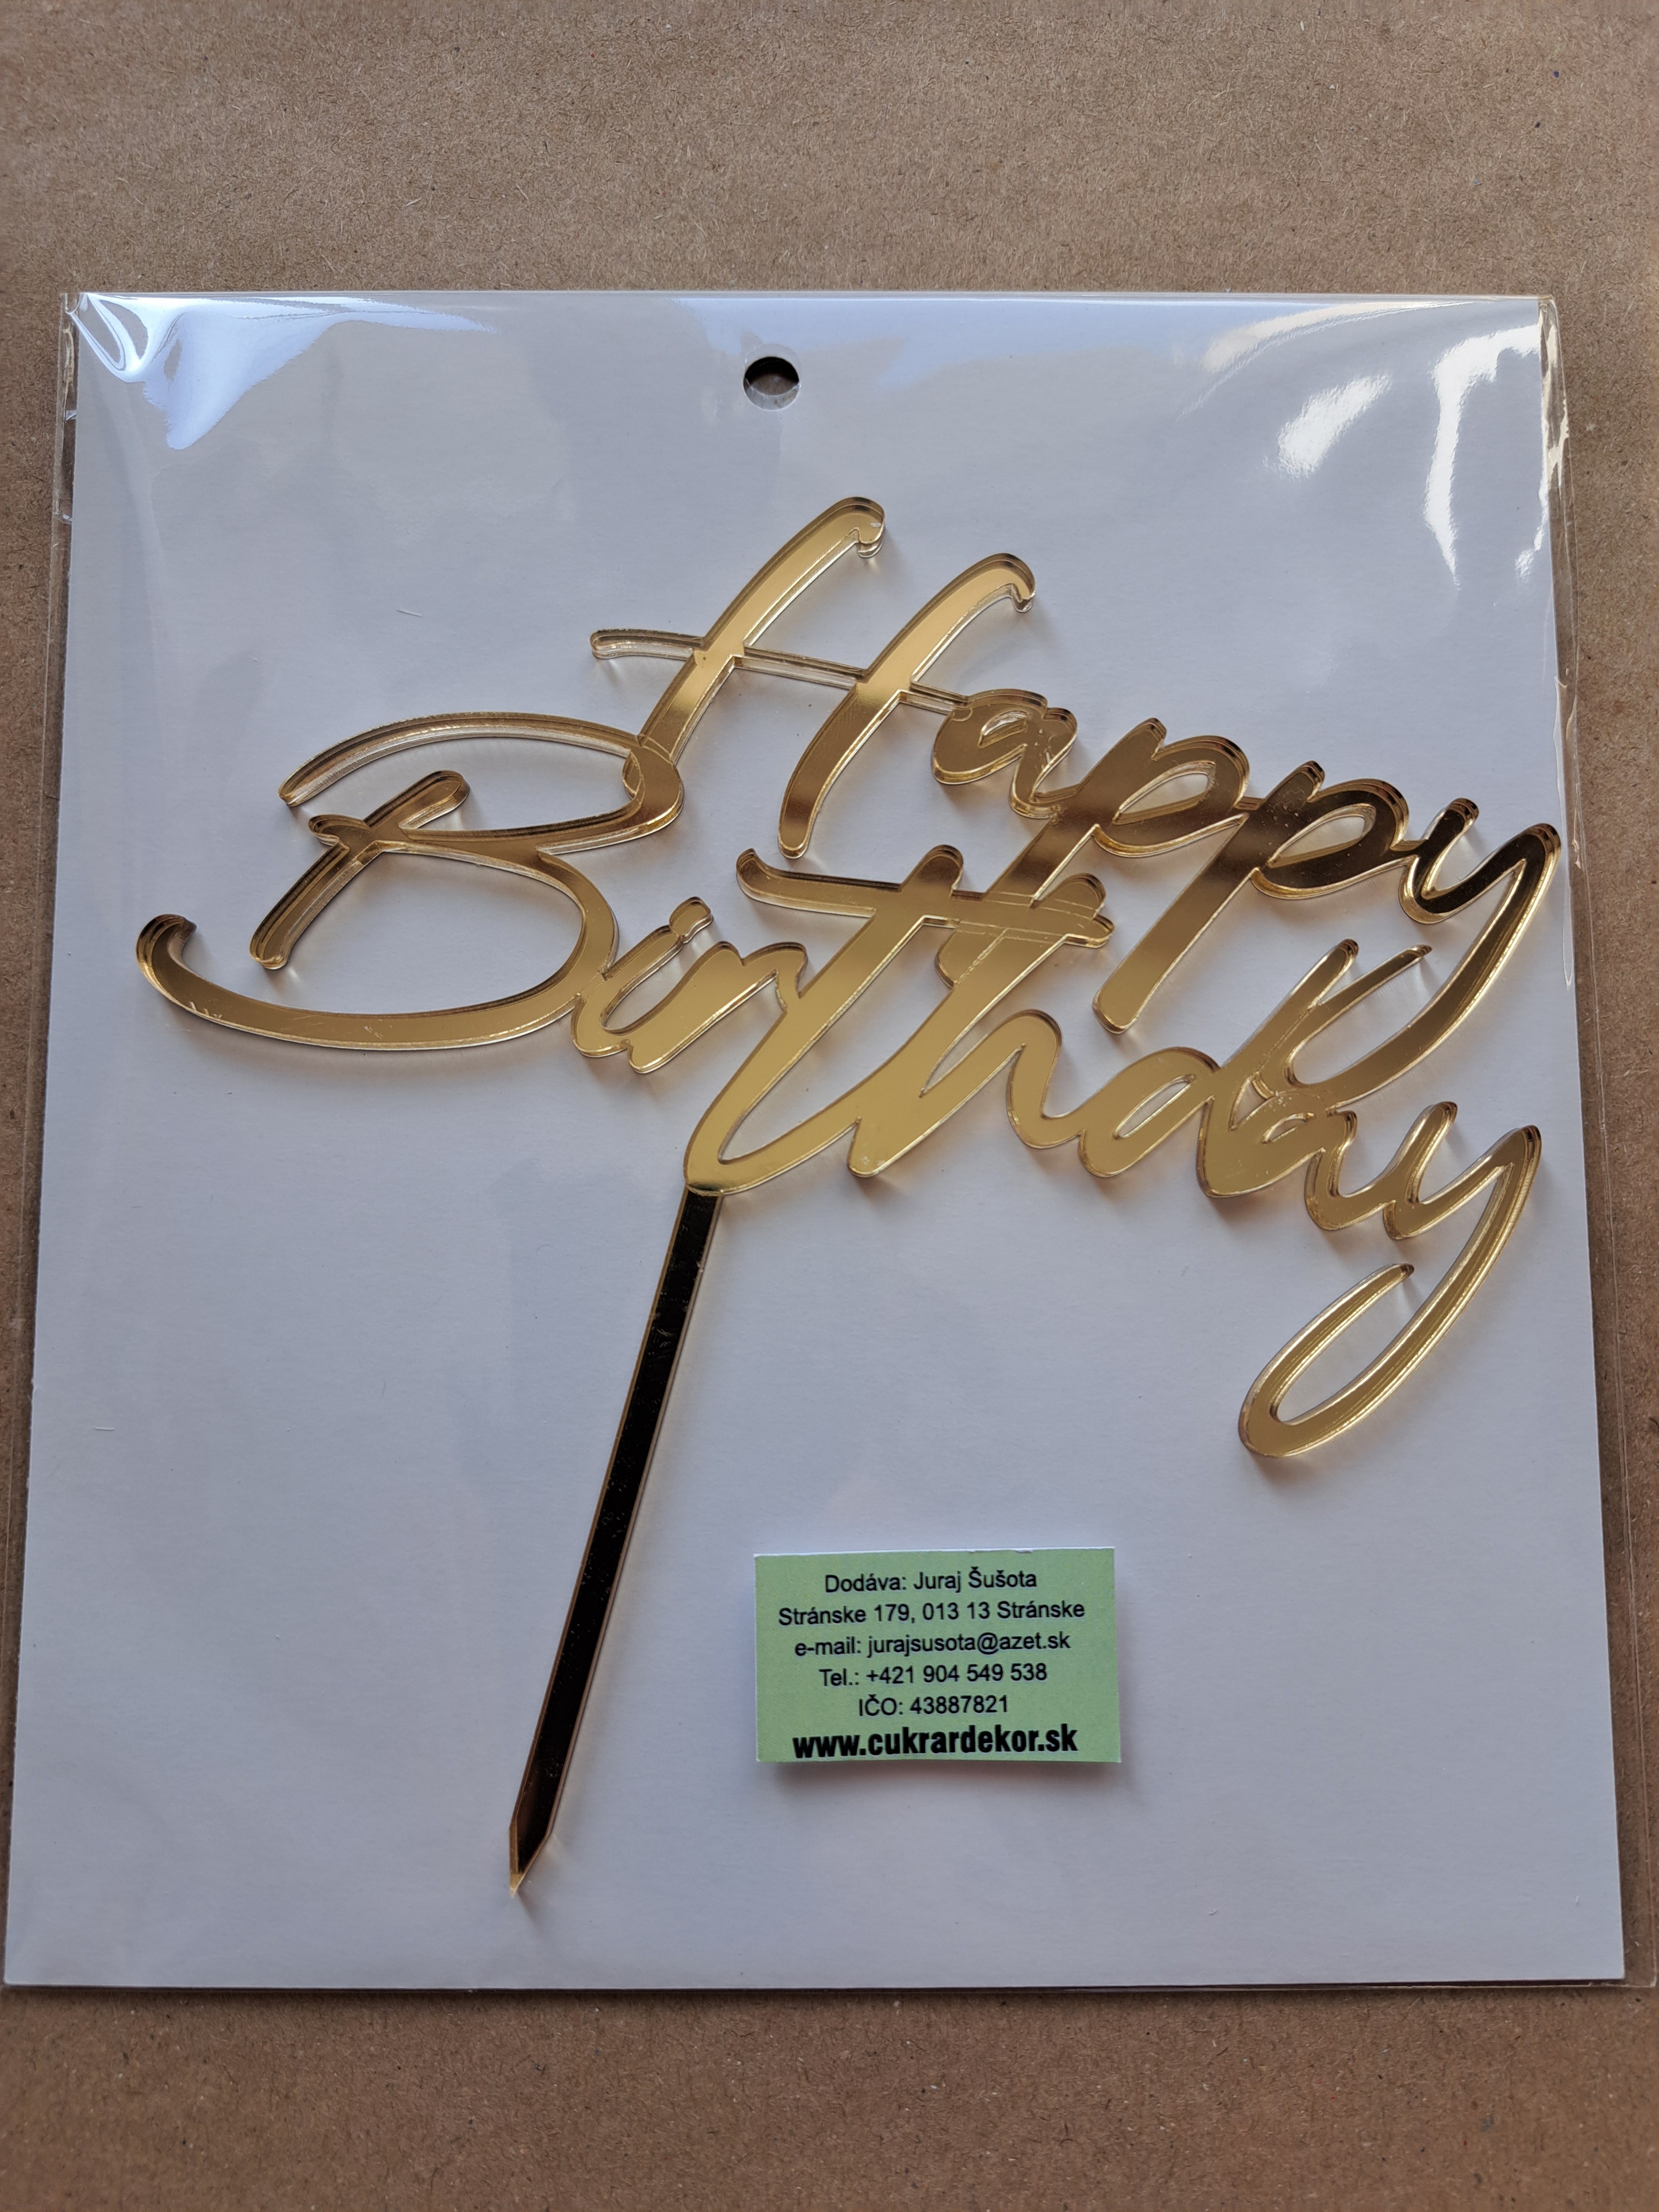 Happy
Birthday
Dodáva: Juraj Šušota
Stránske 179, 013 13 Stránske
e-mail: jurajsusota@azet.sk
Tel.: +421 904 549 538
IČO: 43887821
www.cukrardekor.sk